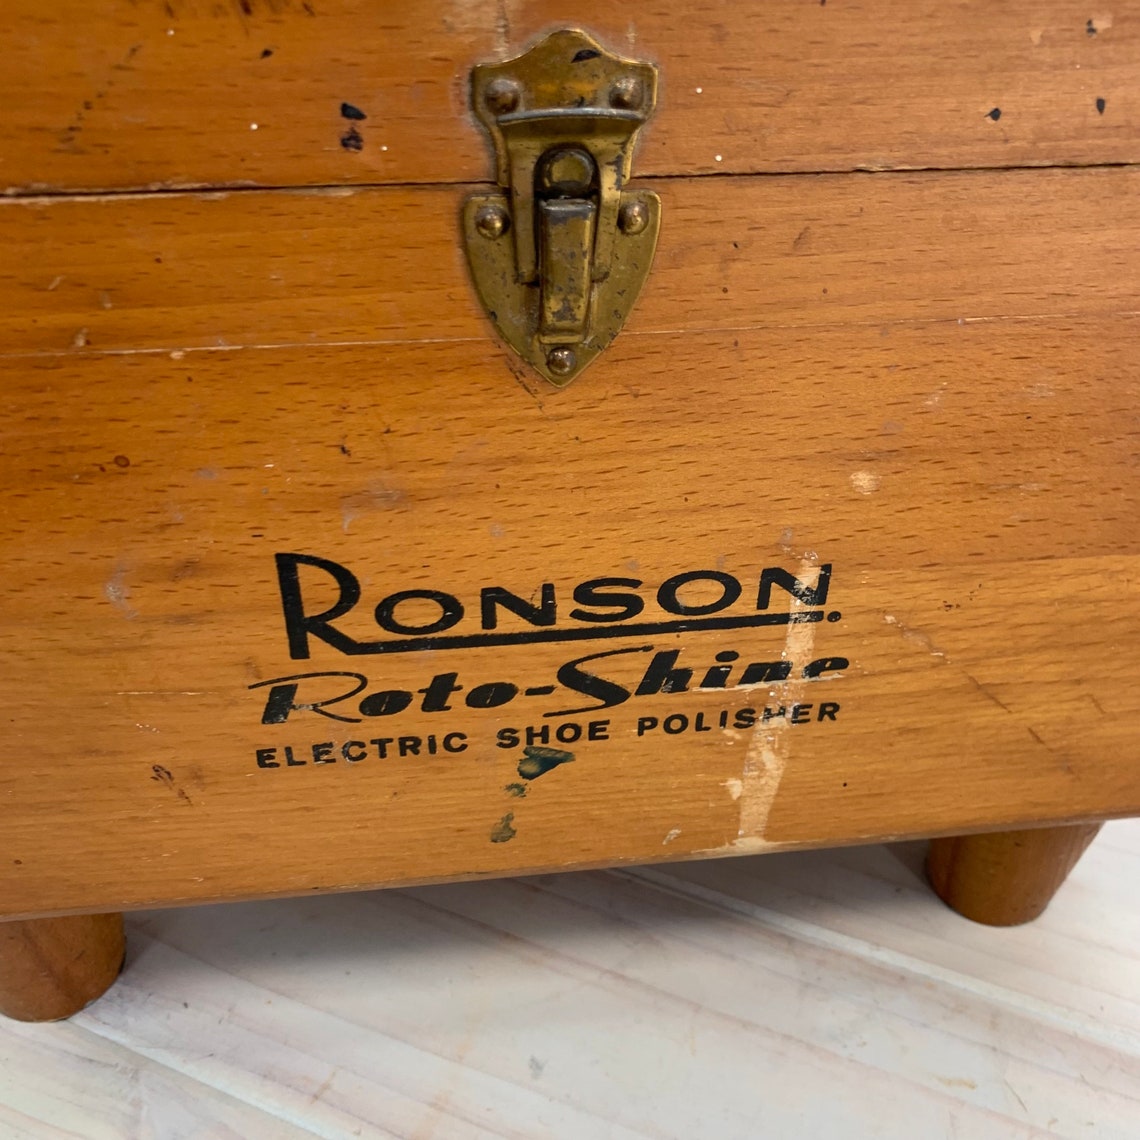 RONSON.
Roto-Shine
ELECTRIC SHOE POLISHER